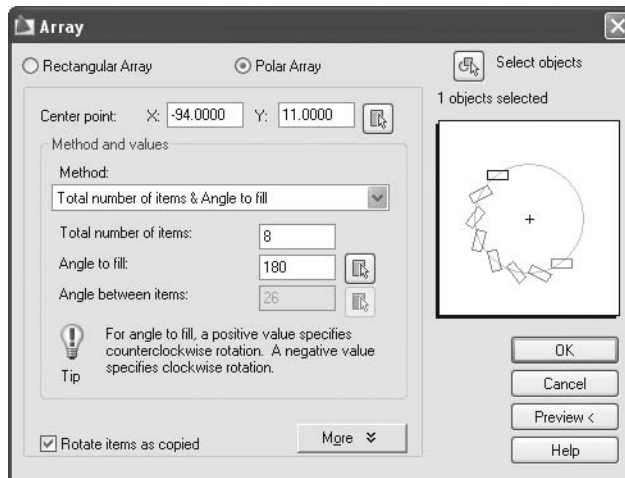 Array
Rectangular Array Polar Array Select objects
1 objects selected
Center point: X: -94.0000 Y: 11.0000
Method and values
Method:
Total number of items & Angle to fill
Total number of items: 8
Angle to fill: 180
Angle between items: 26
For angle to fill, a positive value specifies
counterclockwise rotation. A negative value
specifies clockwise rotation.
Tip
OK
Cancel
Preview <
Help
Rotate items as copied
More